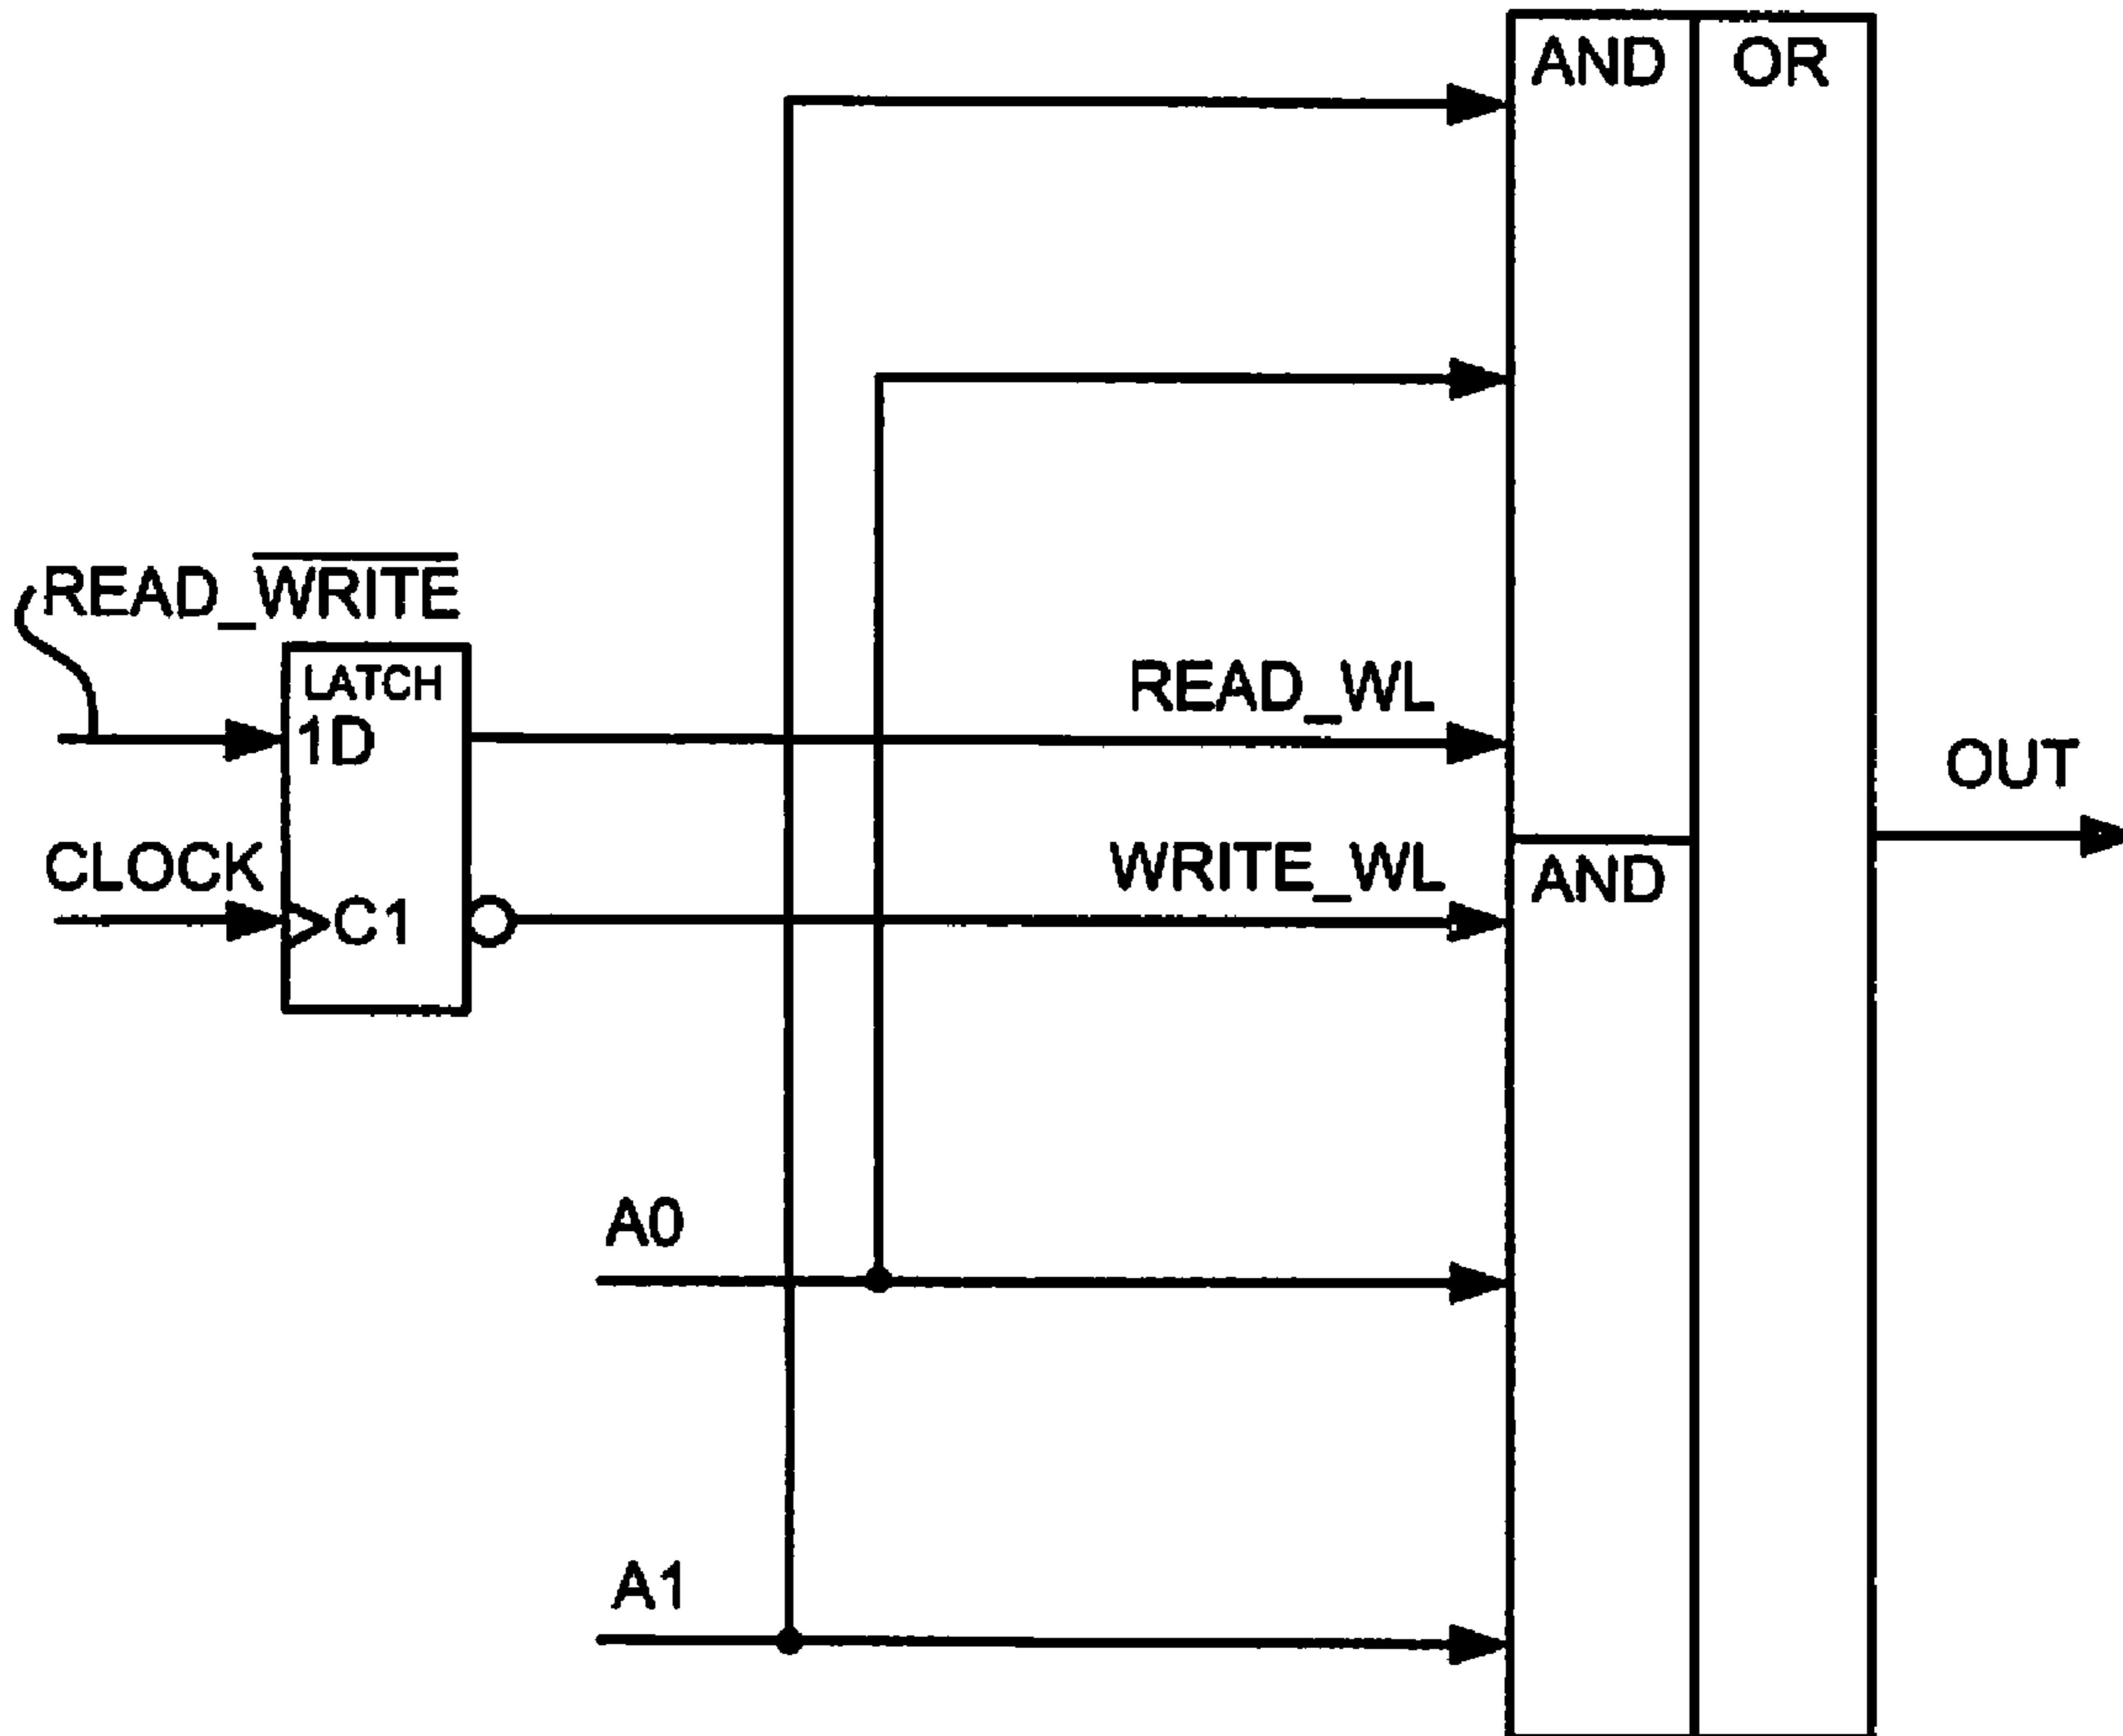 AND OR
READ_WRITE
LATCH
1D
READ_WL
OUT
CLOCK
WRITE_WL
AND
C1
A0
A1